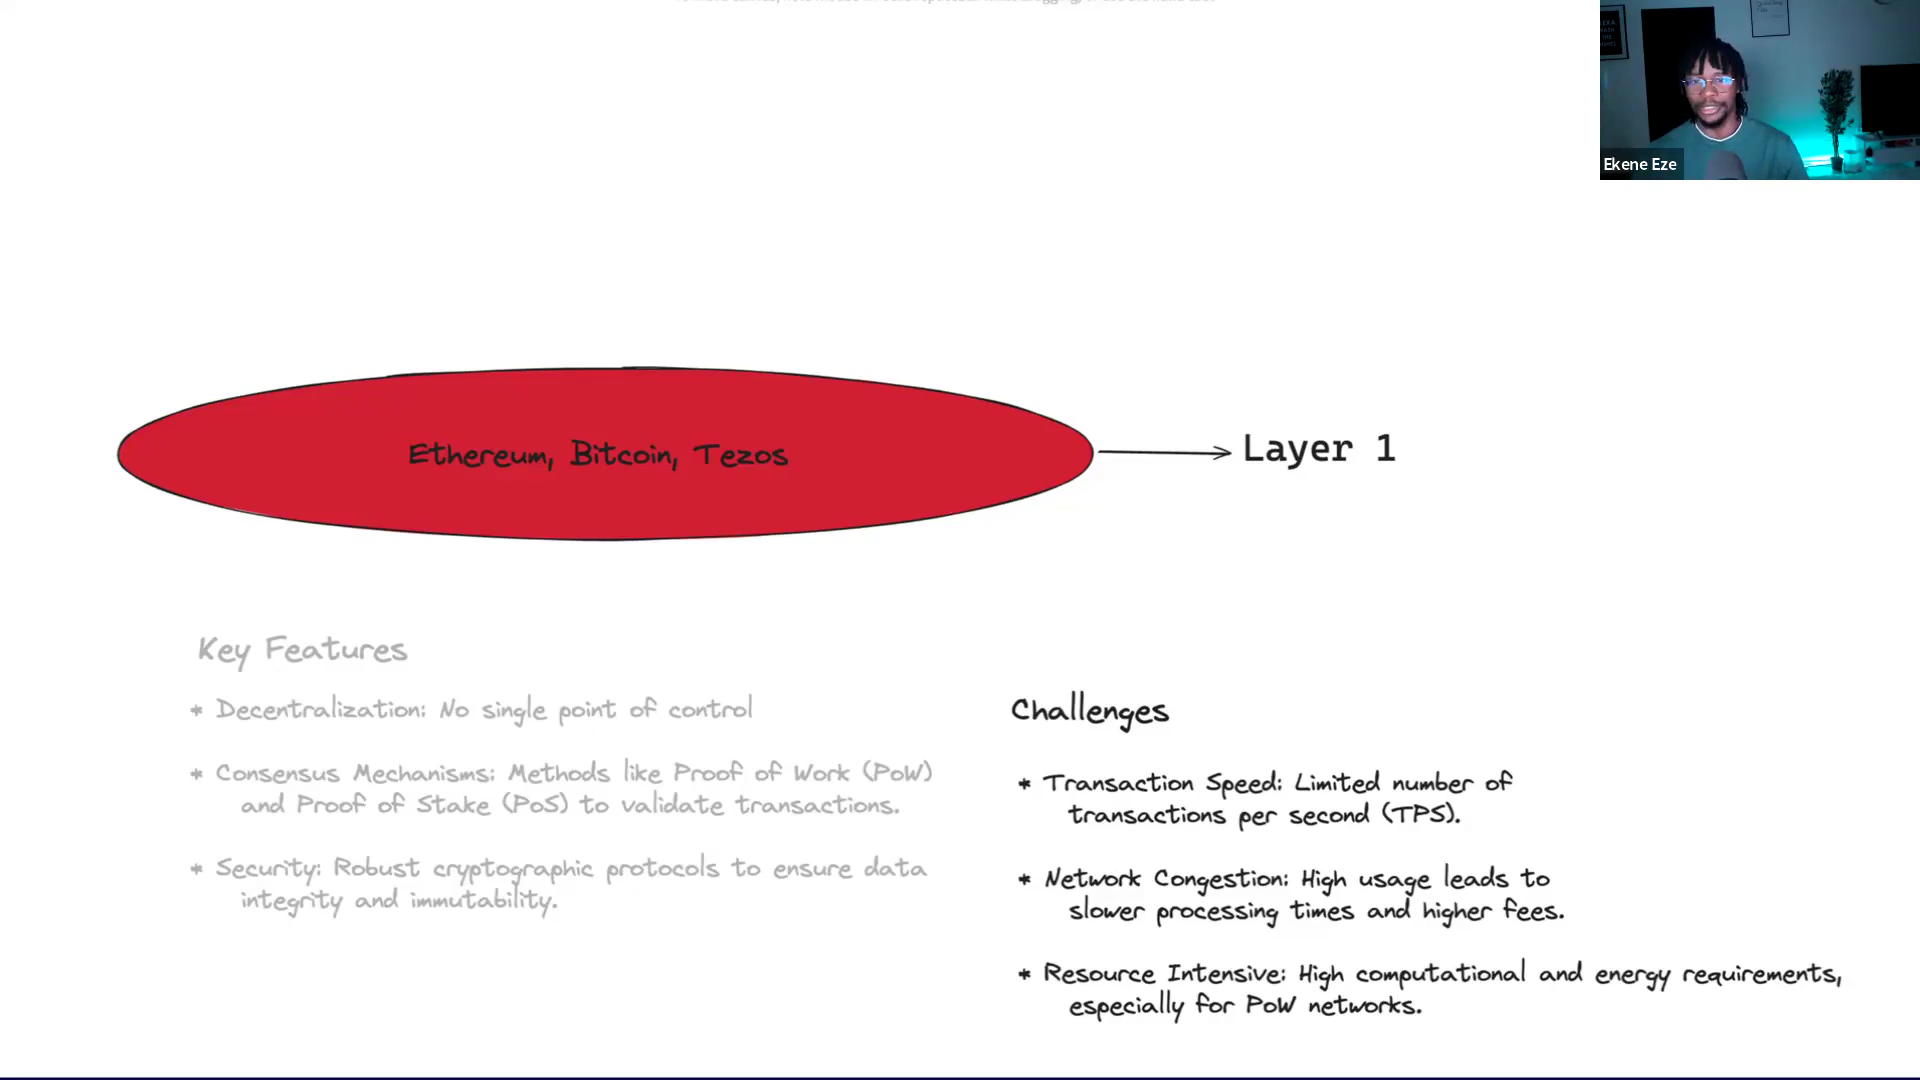 Ekene Eze
Ethereum, Bitcoin, Tezos
Layer 1
Key Features
* Decentralization: No single point of control
* Consensus Mechanisms: Methods like Proof of Work (PoW)
and Proof of Stake (PoS) to validate transactions.
* Security: Robust cryptographic protocols to ensure data
integrity and immutability.
Challenges
* Transaction Speed: Limited number of
transactions per second (TPS).
* Network Congestion: High usage leads to
slower processing times and higher fees.
* Resource Intensive: High computational and energy requirements,
especially for PoW networks.